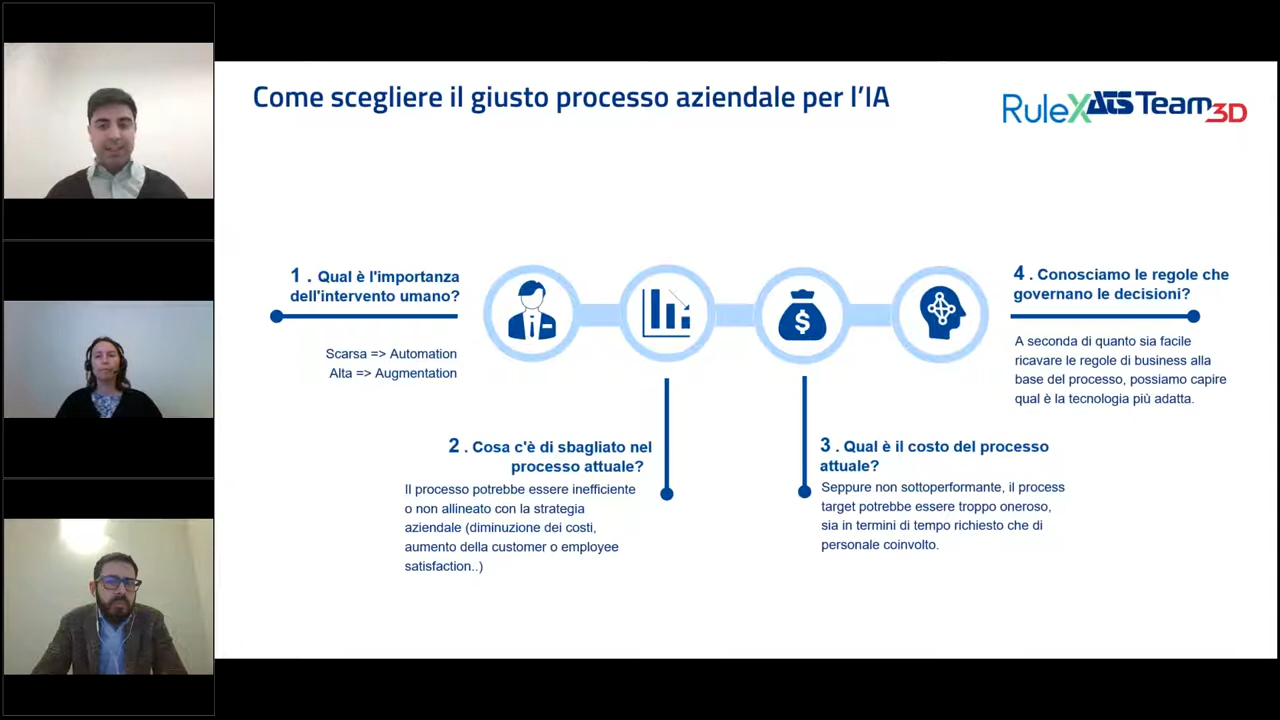 Come scegliere il giusto processo aziendale per l'IA
RuleX ATS Team3D
1 . Qual è l'importanza
dell'intervento umano?
Scarsa => Automation
Alta => Augmentation
2 . Cosa c'è di sbagliato nel
processo attuale?
Il processo potrebbe essere inefficiente
o non allineato con la strategia
aziendale (diminuzione dei costi,
aumento della customer o employee
satisfaction..)
$
3 . Qual è il costo del processo
attuale?
Seppure non sottoperformante, il process
target potrebbe essere troppo oneroso,
sia in termini di tempo richiesto che di
personale coinvolto.
4 . Conosciamo le regole che
governano le decisioni?
A seconda di quanto sia facile
ricavare le regole di business alla
base del processo, possiamo capire
qual è la tecnologia più adatta.